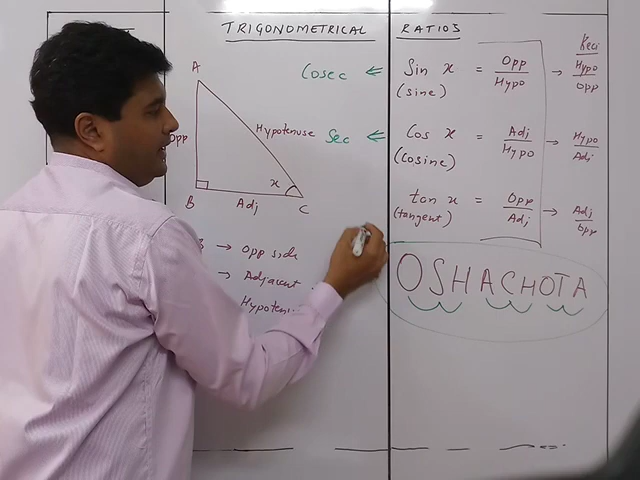 TRIGONOMETRICAL RATIOS
A
Opp
Hypotenuse
x
B
Adj
C
B → Opp side
→ Adjacent
Hypotenu
Reci
Cosec ⇐ Sin x = Opp/Hypo → Hypo/Opp
(sine)
Sec ⇐ Cos x = Adj/Hypo → Hypo/Adj
(Cosine)
tan x = Opp/Adj → Adj/Opp
(tangent)
OSHACHOTA